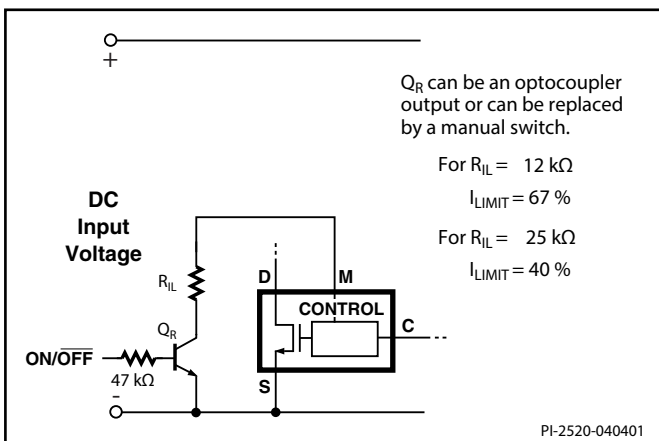 +
Q_R can be an optocoupler
output or can be replaced
by a manual switch.
For R_IL = 12 kΩ
I_LIMIT = 67 %
For R_IL = 25 kΩ
I_LIMIT = 40 %
DC
Input
Voltage
R_IL
D
M
CONTROL
C
Q_R
ON/O̅F̅F̅
47 kΩ
S
-
PI-2520-040401